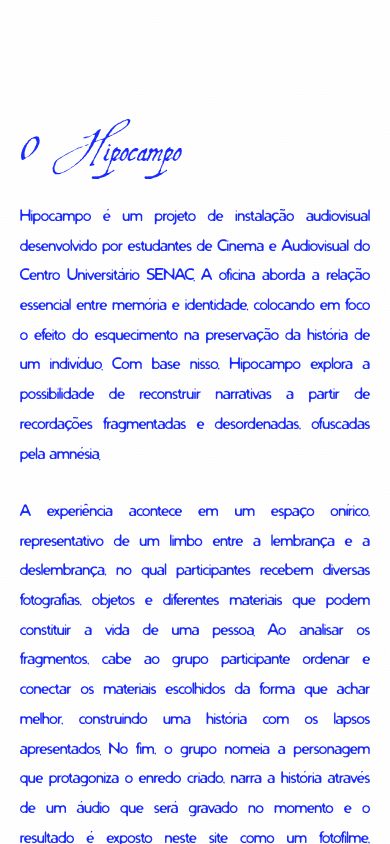 O Hipocampo
Hipocampo é um projeto de instalação audiovisual
desenvolvido por estudantes de Cinema e Audiovisual do
Centro Universitário SENAC. A oficina aborda a relação
essencial entre memória e identidade, colocando em foco
o efeito do esquecimento na preservação da história de
um indivíduo. Com base nisso, Hipocampo explora a
possibilidade de reconstruir narrativas a partir de
recordações fragmentadas e desordenadas, ofuscadas
pela amnésia.
A experiência acontece em um espaço onírico,
representativo de um limbo entre a lembrança e a
deslembrança, no qual participantes recebem diversas
fotografias, objetos e diferentes materiais que podem
constituir a vida de uma pessoa. Ao analisar os
fragmentos, cabe ao grupo participante ordenar e
conectar os materiais escolhidos da forma que achar
melhor, construindo uma história com os lapsos
apresentados. No fim, o grupo nomeia a personagem
que protagoniza o enredo criado, narra a história através
de um áudio que será gravado no momento e o
resultado é exposto neste site como um fotofilme,